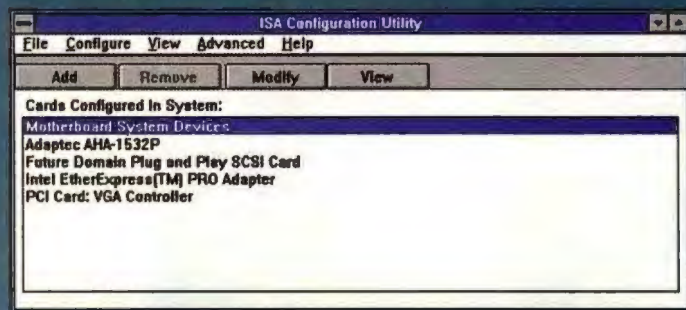 ISA Configuration Utility
File Configure View Advanced Help
Add Remove Modify View
Cards Configured In System:
Motherboard System Devices
Adaptec AHA-1532P
Future Domain Plug and Play SCSI Card
Intel EtherExpress(TM) PRO Adapter
PCI Card: VGA Controller